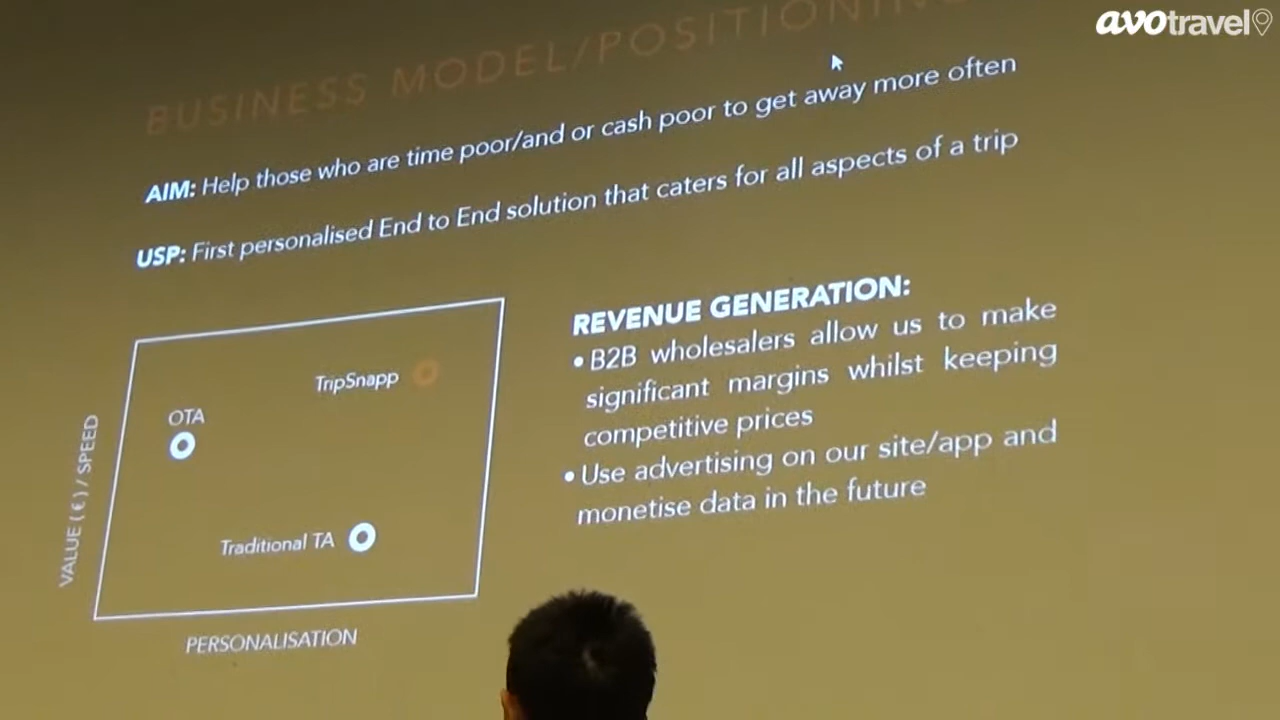 avotravel
BUSINESS MODEL/POSITIONING
AIM: Help those who are time poor/and or cash poor to get away more often
USP: First personalised End to End solution that caters for all aspects of a trip
REVENUE GENERATION:
• B2B wholesalers allow us to make
significant margins whilst keeping
competitive prices
• Use advertising on our site/app and
monetise data in the future
TripSnapp
OTA
Traditional TA
VALUE ( € ) / SPEED
PERSONALISATION